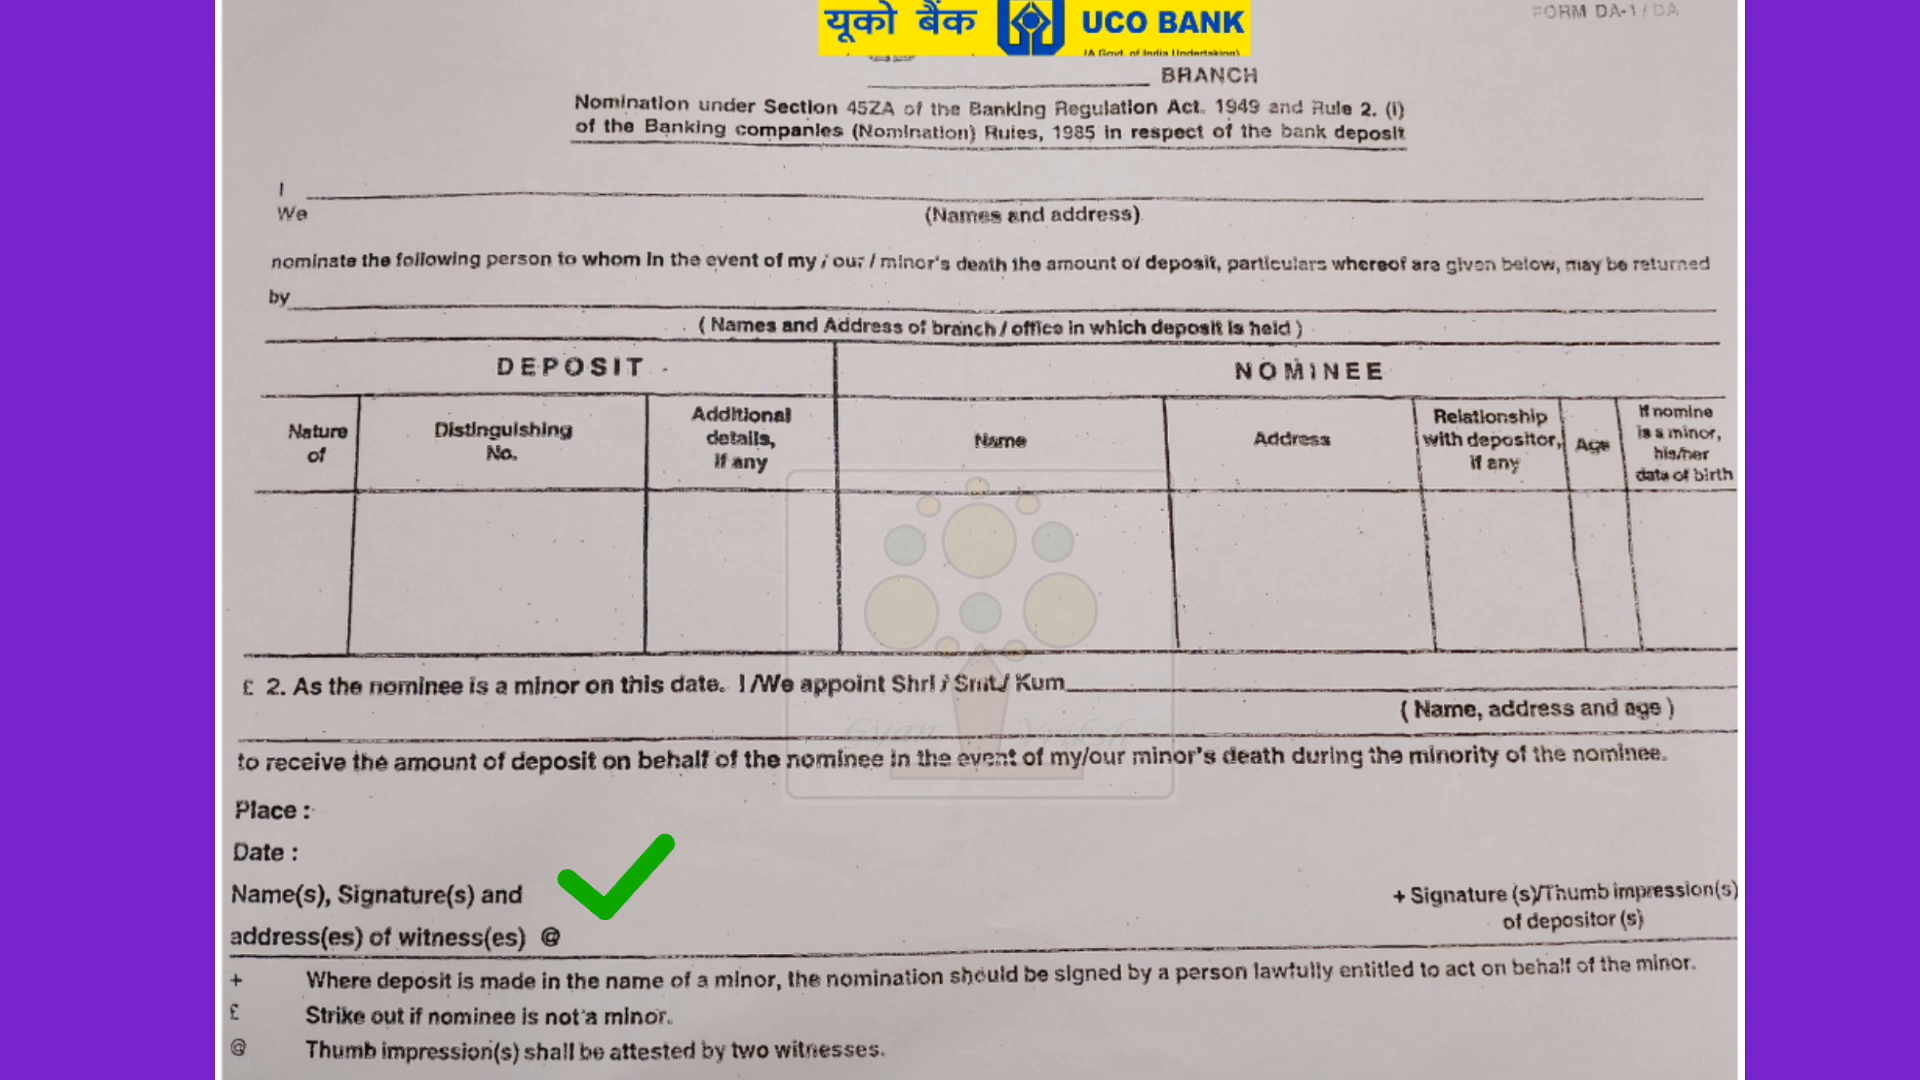 यूको बैंक UCO BANK
(A Govt. of India Undertaking)
FORM DA-1 / DA
BRANCH
Nomination under Section 45ZA of the Banking Regulation Act. 1949 and Rule 2. (i)
of the Banking companies (Nomination) Rules, 1985 in respect of the bank deposit
I
We
(Names and address)
nominate the following person to whom in the event of my / our / minor's death the amount of deposit, particulars whereof are given below, may be returned
by
( Names and Address of branch / office in which deposit is held )
DEPOSIT
NOMINEE
Nature
of
Distinguishing
No.
Additional
details,
if any
Name
Address
Relationship
with depositor,
if any
Age
If nomine
is a minor,
his/her
date of birth
£ 2. As the nominee is a minor on this date. I /We appoint Shri / Smt./ Kum
( Name, address and age )
Gyan Vriksh
to receive the amount of deposit on behalf of the nominee in the event of my/our minor's death during the minority of the nominee.
Place :
Date :
Name(s), Signature(s) and
address(es) of witness(es) @
+ Signature (s)/Thumb impression(s)
of depositor (s)
+ Where deposit is made in the name of a minor, the nomination should be signed by a person lawfully entitled to act on behalf of the minor.
£ Strike out if nominee is not a minor.
@ Thumb impression(s) shall be attested by two witnesses.